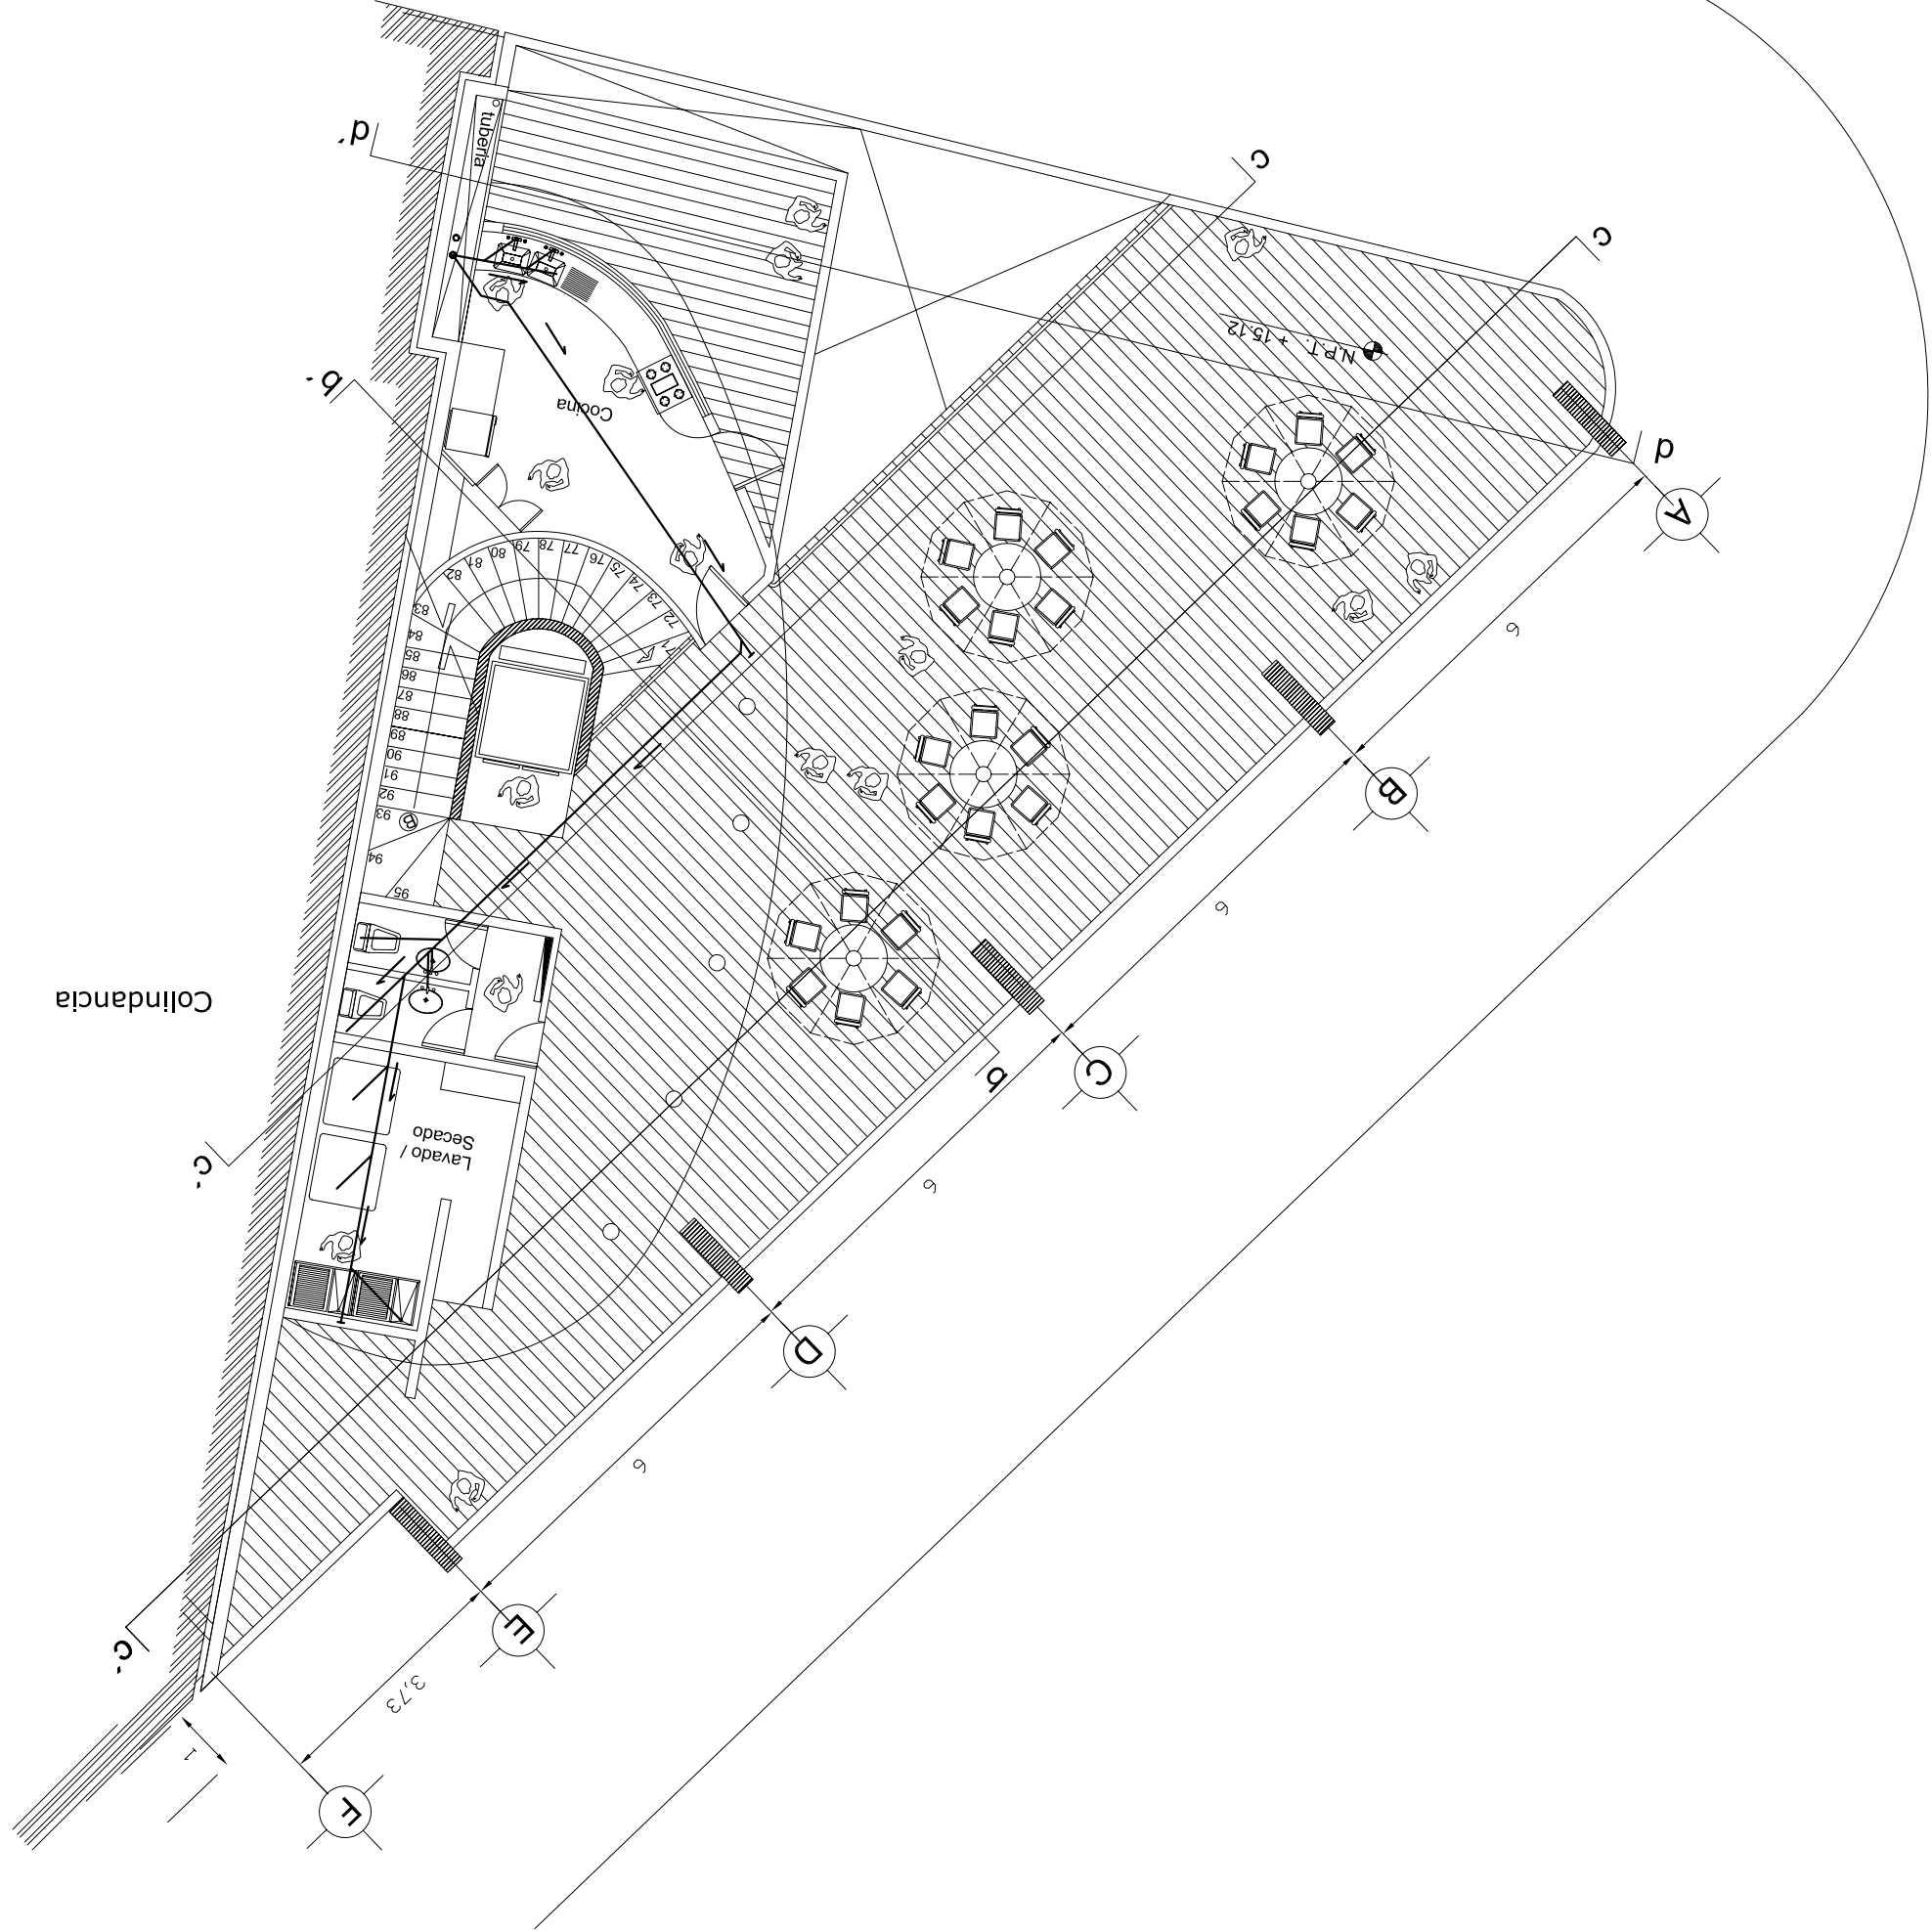 Colindancia
tubería
Cocina
Lavado /
Secado
N.P.T. + 15.12
A
B
C
D
E
F
6
6
6
6
3,73
1
d
d´
b
b´
c
c´
c
c´
71
72
73
74
75
76
77
78
79
80
81
82
83
84
85
86
87
88
89
90
91
92
93
94
95
B